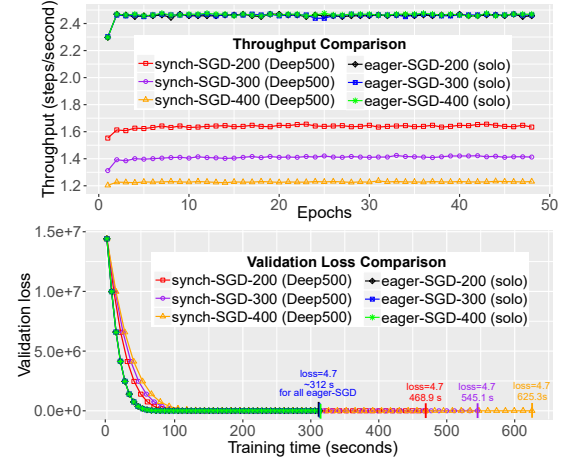 Throughput (steps/second)
2.4
2.2
2.0
1.8
1.6
1.4
1.2
Throughput Comparison
synch-SGD-200 (Deep500)
eager-SGD-200 (solo)
synch-SGD-300 (Deep500)
eager-SGD-300 (solo)
synch-SGD-400 (Deep500)
eager-SGD-400 (solo)
0 10 20 30 40 50
Epochs
Validation loss
1.5e+7
1.0e+7
5.0e+6
0.0e+0
Validation Loss Comparison
synch-SGD-200 (Deep500)
eager-SGD-200 (solo)
synch-SGD-300 (Deep500)
eager-SGD-300 (solo)
synch-SGD-400 (Deep500)
eager-SGD-400 (solo)
loss=4.7
~312 s
for all eager-SGD
loss=4.7
468.9 s
loss=4.7
545.1 s
loss=4.7
625.3s
0 100 200 300 400 500 600
Training time (seconds)